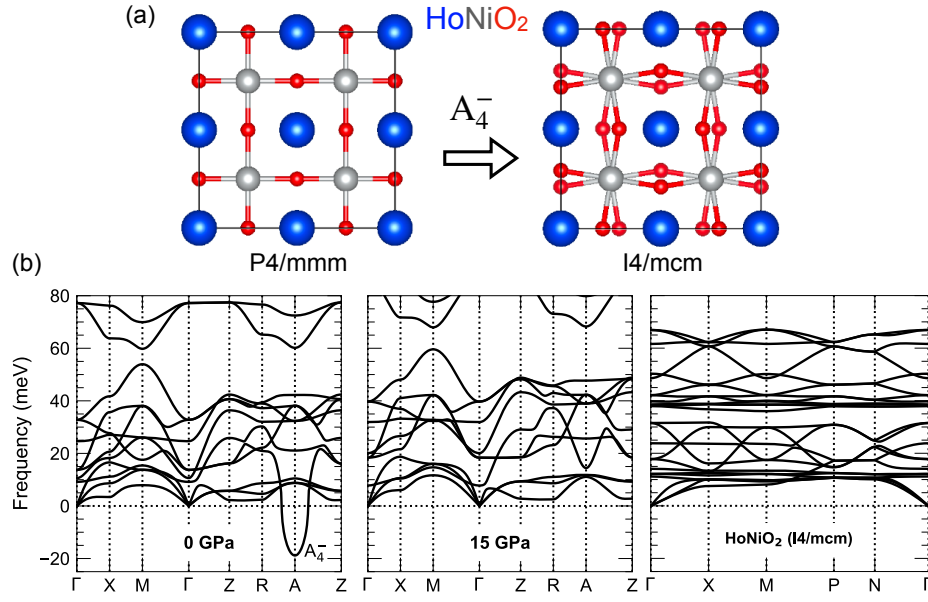 (a)
HoNiO₂
A₄⁻
P4/mmm
I4/mcm
(b)
Frequency (meV)
80
60
40
20
0
−20
0 GPa
A₄⁻
15 GPa
HoNiO₂ (I4/mcm)
Γ X M Γ Z R A Z
Γ X M Γ Z R A Z
Γ X M P N Γ